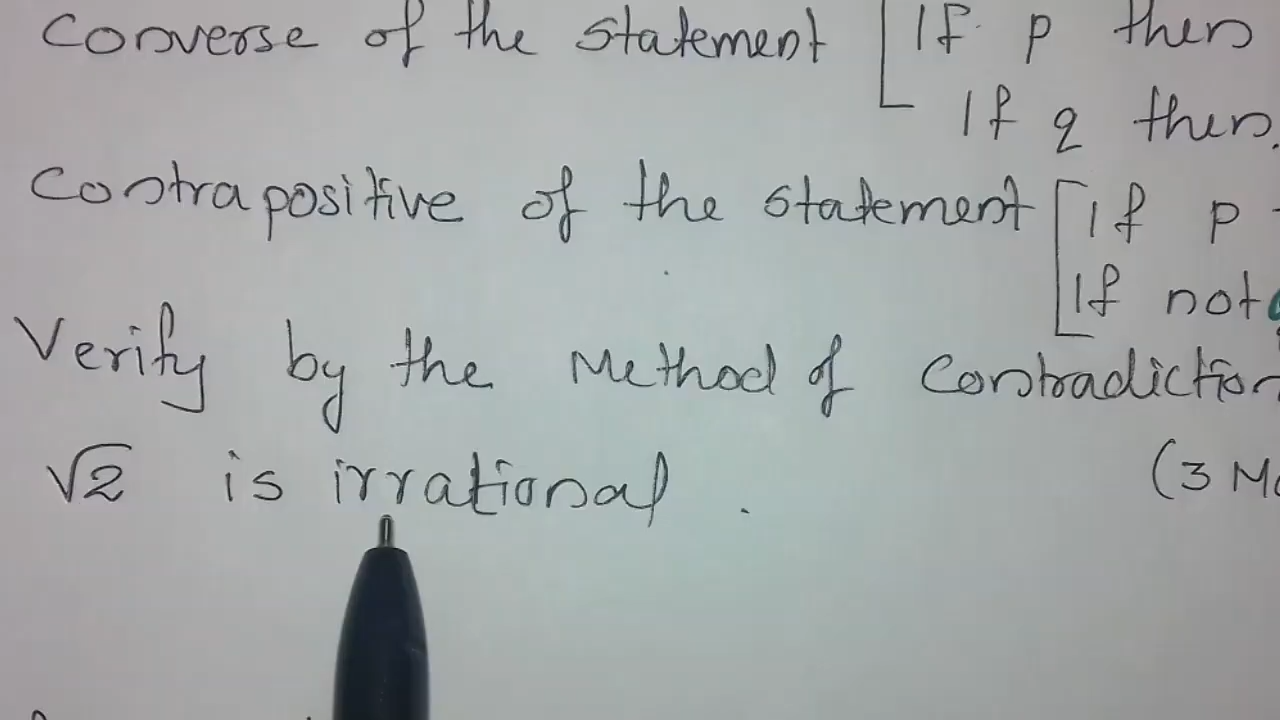 Converse of the statement If p then
If q then
Contrapositive of the statement If p
If not
Verify by the Method of Contradiction
√2 is irrational.
(3 M